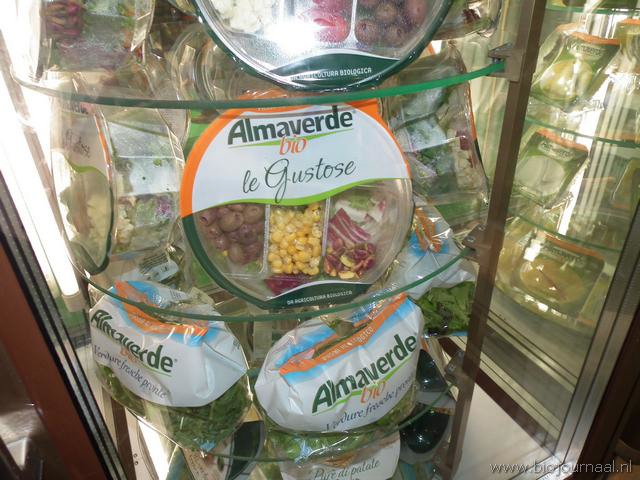 AGRICOLTURA BIOLOGICA
Almaverde
bio
le Gustose
DA AGRICOLTURA BIOLOGICA
Almaverde
bio
Verdure fresche pronte
Almaverde
bio
Verdure fresche pronte
Purè di patate
www.biojournaal.nl